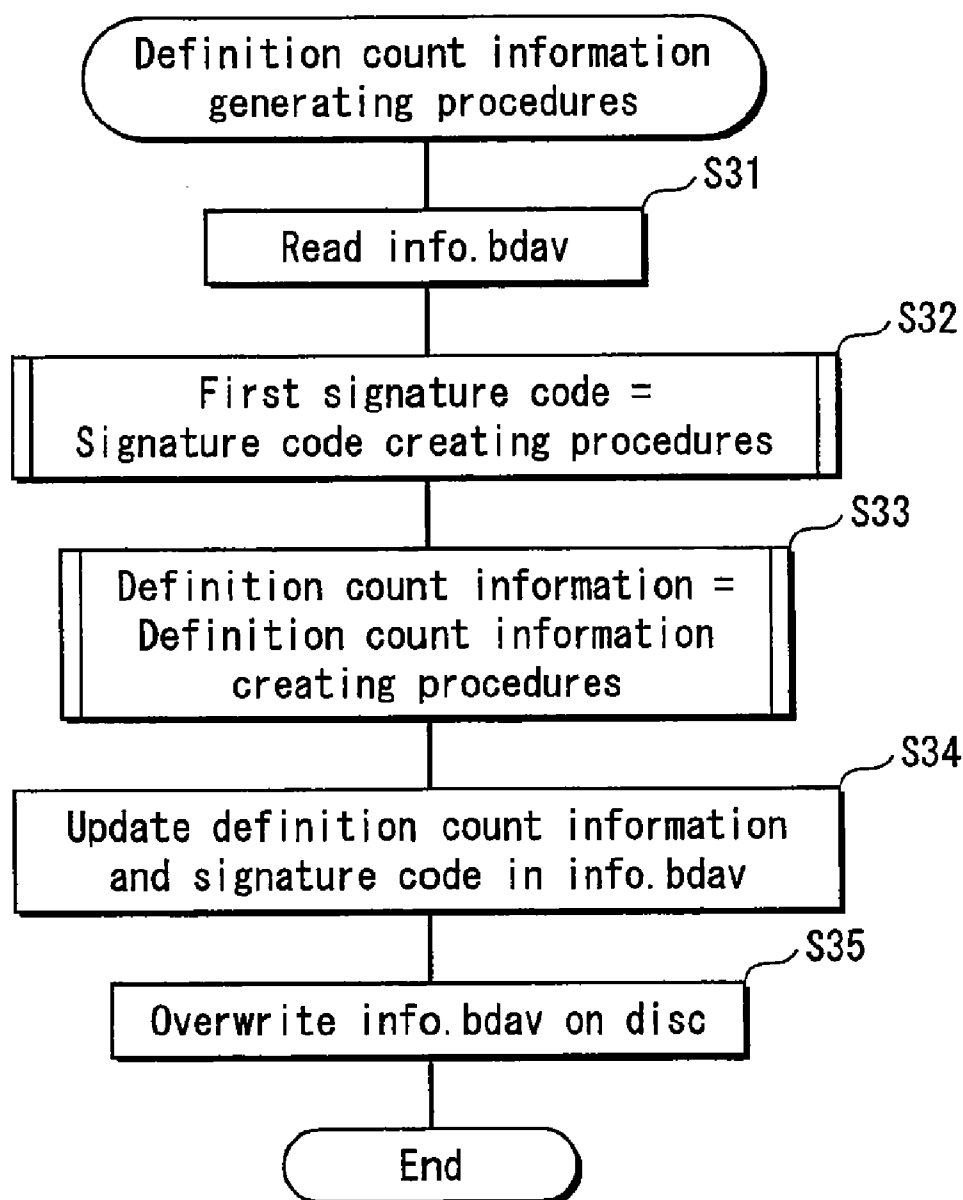 Definition count information
generating procedures
S31
Read info.bdav
S32
First signature code =
Signature code creating procedures
S33
Definition count information =
Definition count information
creating procedures
S34
Update definition count information
and signature code in info.bdav
S35
Overwrite info.bdav on disc
End